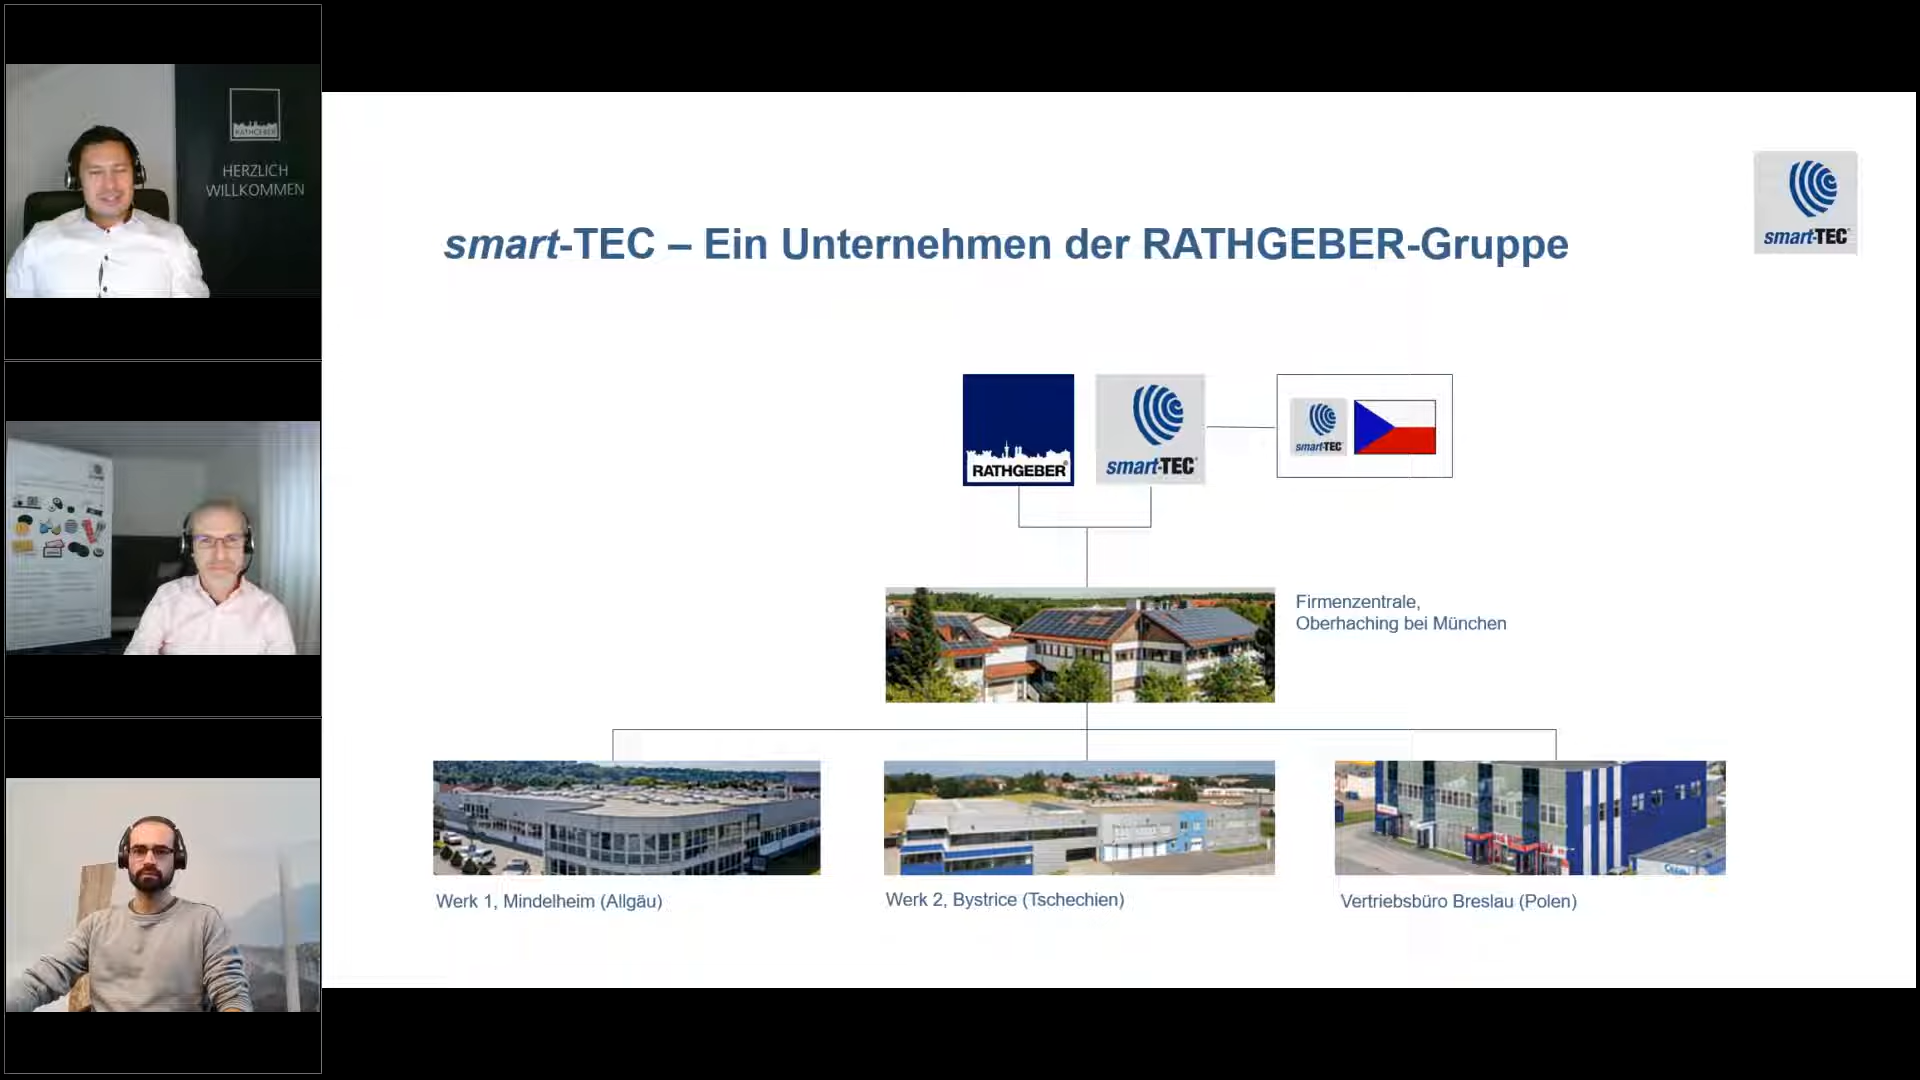 RATHGEBER
HERZLICH
WILLKOMMEN
smart-TEC – Ein Unternehmen der RATHGEBER-Gruppe
smart-TEC
RATHGEBER
smart-TEC
smart-TEC
Firmenzentrale,
Oberhaching bei München
Werk 1, Mindelheim (Allgäu)
Werk 2, Bystrice (Tschechien)
Vertriebsbüro Breslau (Polen)